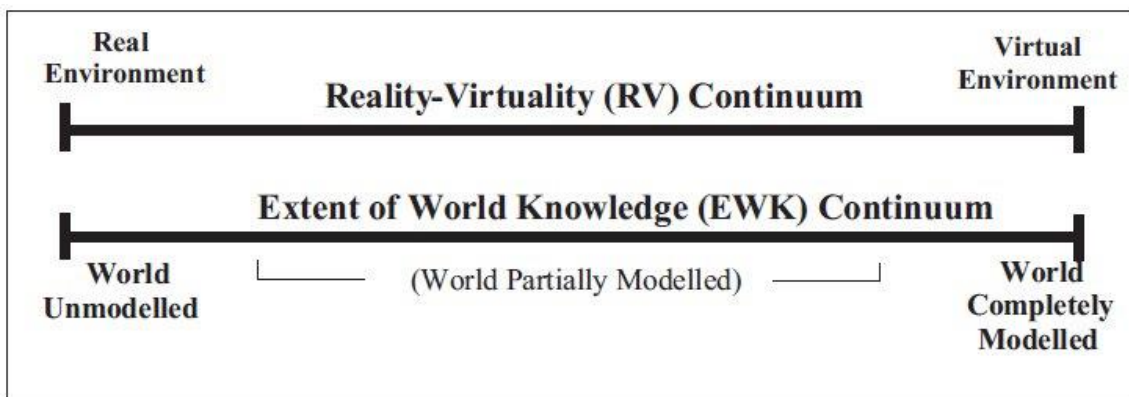 Real
Environment
Virtual
Environment
Reality-Virtuality (RV) Continuum
Extent of World Knowledge (EWK) Continuum
World
Unmodelled
(World Partially Modelled)
World
Completely
Modelled